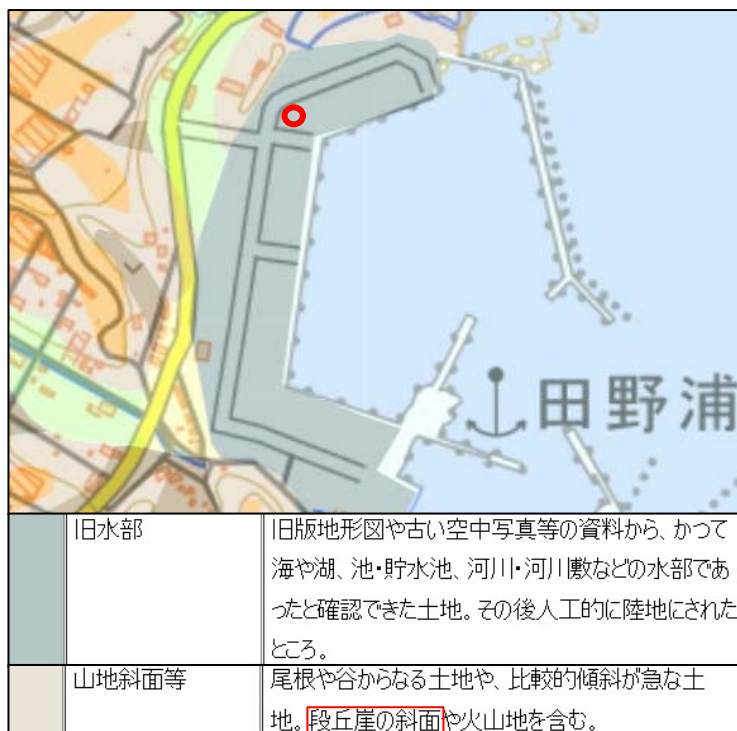 田野浦
旧水部
旧版地形図や古い空中写真等の資料から、かつて
海や湖、池・貯水池、河川・河川敷などの水部であ
ったと確認できた土地。その後人工的に陸地にされた
ところ。
山地斜面等
尾根や谷からなる土地や、比較的傾斜が急な土
地。段丘崖の斜面や火山地を含む。